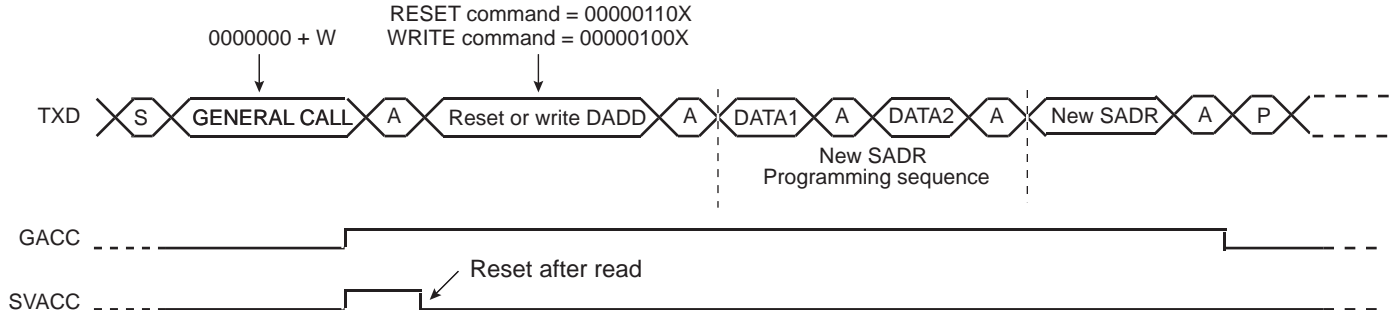 RESET command = 00000110X
0000000 + W WRITE command = 00000100X
TXD S GENERAL CALL A Reset or write DADD A DATA1 A DATA2 A New SADR A P
New SADR
Programming sequence
GACC
Reset after read
SVACC